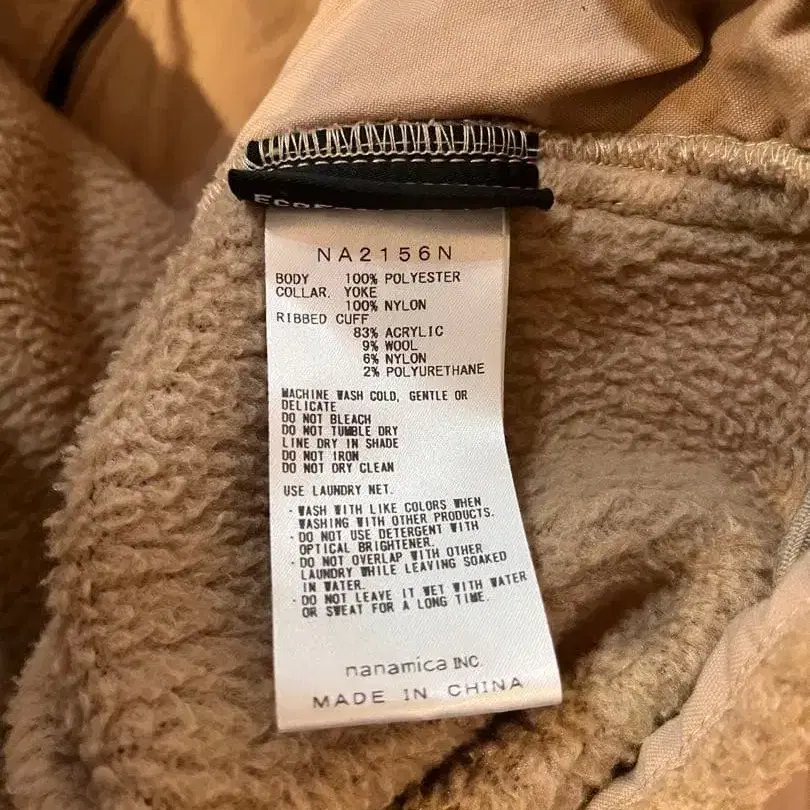 NA2156N
BODY 100% POLYESTER
COLLAR. YOKE
100% NYLON
RIBBED CUFF
83% ACRYLIC
9% WOOL
6% NYLON
2% POLYURETHANE
MACHINE WASH COLD, GENTLE OR
DELICATE
DO NOT BLEACH
DO NOT TUMBLE DRY
LINE DRY IN SHADE
DO NOT IRON
DO NOT DRY CLEAN
USE LAUNDRY NET.
· WASH WITH LIKE COLORS WHEN
WASHING WITH OTHER PRODUCTS.
· DO NOT USE DETERGENT WITH
OPTICAL BRIGHTENER.
· DO NOT OVERLAP WITH OTHER
LAUNDRY WHILE LEAVING SOAKED
IN WATER.
· DO NOT LEAVE IT WET WITH WATER
OR SWEAT FOR A LONG TIME.
nanamica INC.
MADE IN CHINA